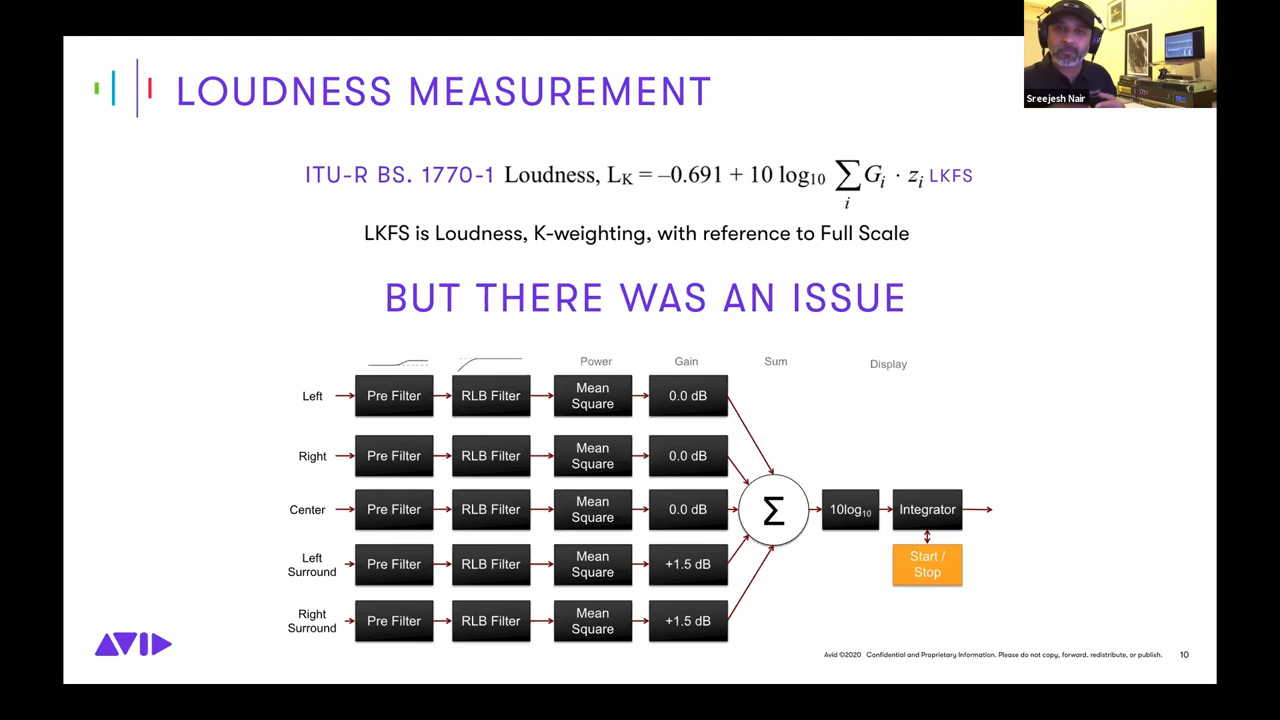 LOUDNESS MEASUREMENT
Sreejesh Nair
ITU-R BS. 1770-1 Loudness, L_K = –0.691 + 10 log₁₀ ∑_i G_i · z_i LKFS
LKFS is Loudness, K-weighting, with reference to Full Scale
BUT THERE WAS AN ISSUE
Power Gain Sum Display
Left Pre Filter RLB Filter Mean Square 0.0 dB
Right Pre Filter RLB Filter Mean Square 0.0 dB
Center Pre Filter RLB Filter Mean Square 0.0 dB Σ 10log₁₀ Integrator
Left Surround Pre Filter RLB Filter Mean Square +1.5 dB Start / Stop
Right Surround Pre Filter RLB Filter Mean Square +1.5 dB
AVID
Avid ©2020 Confidential and Proprietary Information. Please do not copy, forward, redistribute, or publish. 10